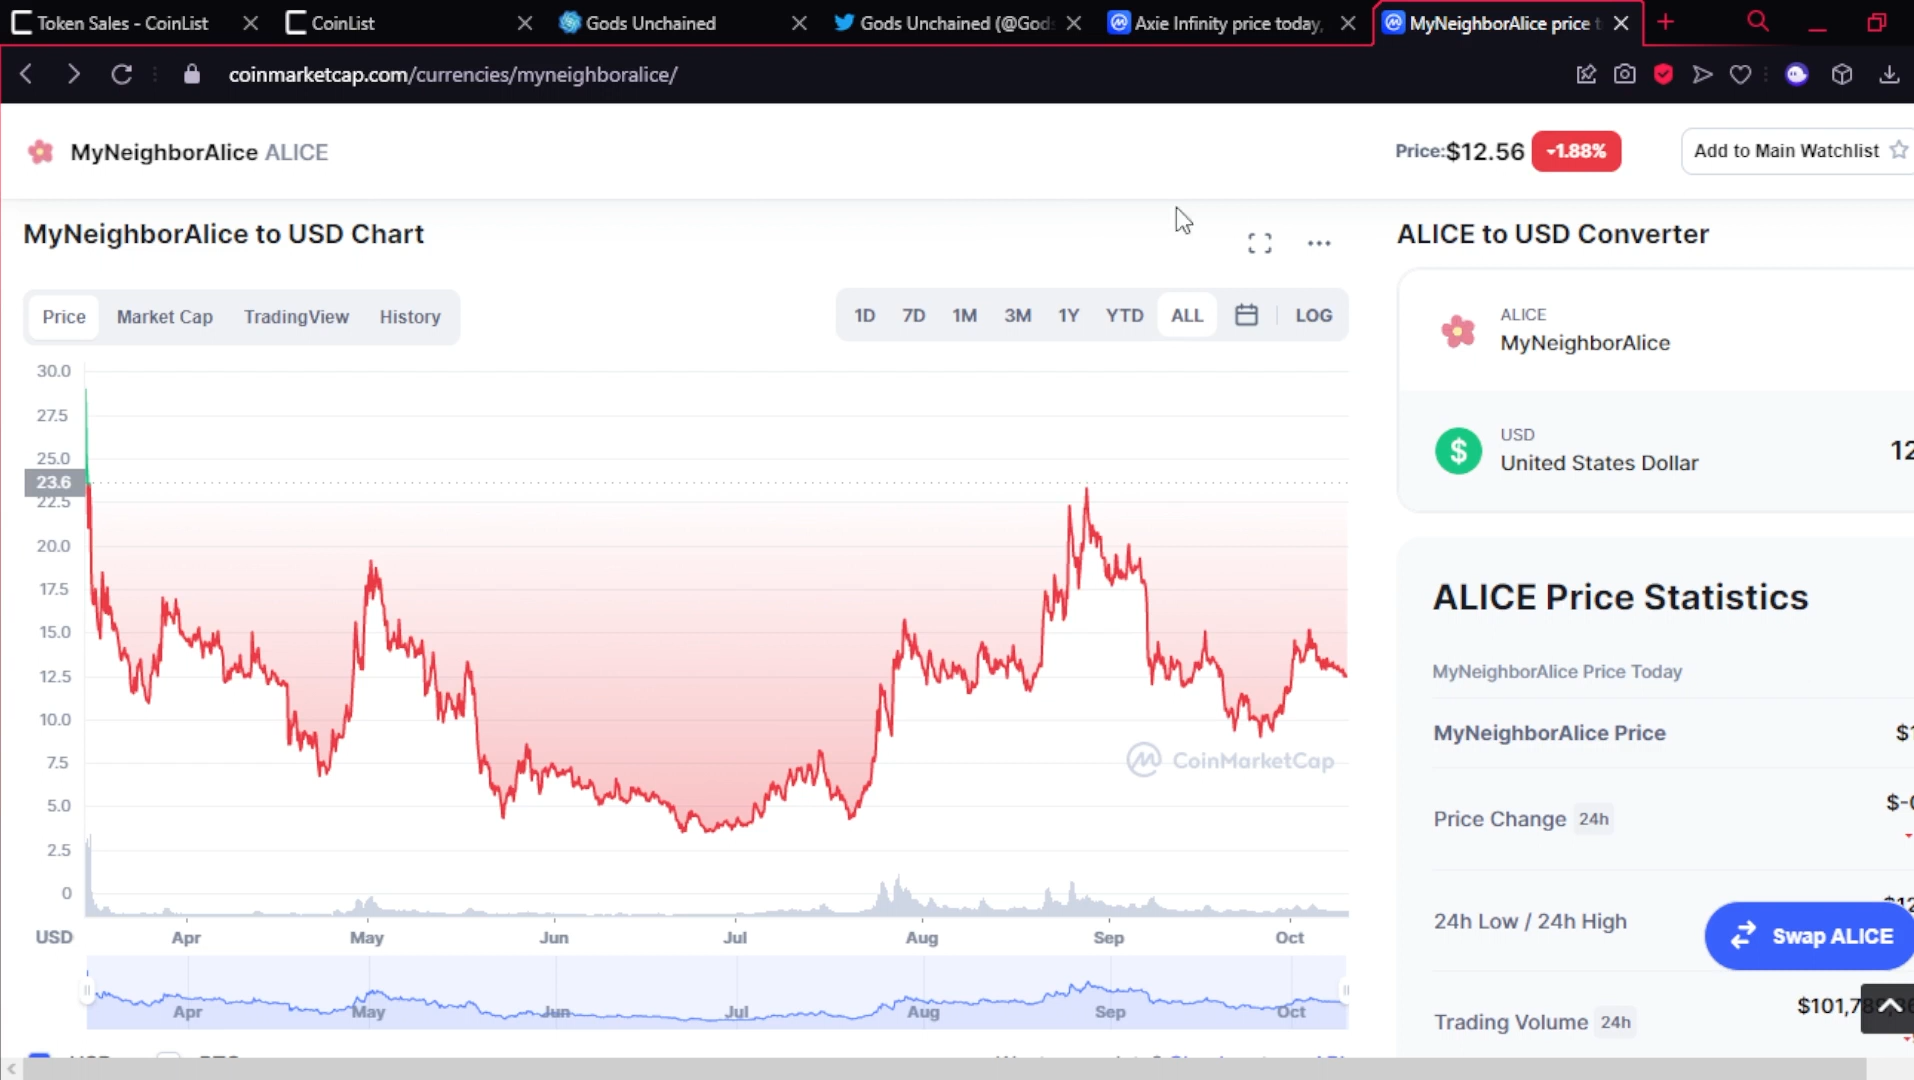 Token Sales - CoinList
CoinList
Gods Unchained
Gods Unchained (@God
Axie Infinity price today,
MyNeighborAlice price t
coinmarketcap.com/currencies/myneighboralice/
MyNeighborAlice ALICE
Price:$12.56
-1.88%
Add to Main Watchlist
MyNeighborAlice to USD Chart
Price
Market Cap
TradingView
History
1D
7D
1M
3M
1Y
YTD
ALL
LOG
30.0
27.5
25.0
23.6
22.5
20.0
17.5
15.0
12.5
10.0
7.5
5.0
2.5
0
CoinMarketCap
USD
Apr
May
Jun
Jul
Aug
Sep
Oct
Apr
May
Jun
Jul
Aug
Sep
Oct
ALICE to USD Converter
ALICE
MyNeighborAlice
USD
United States Dollar
12
ALICE Price Statistics
MyNeighborAlice Price Today
MyNeighborAlice Price
$1
Price Change 24h
$-0
24h Low / 24h High
Swap ALICE
Trading Volume 24h